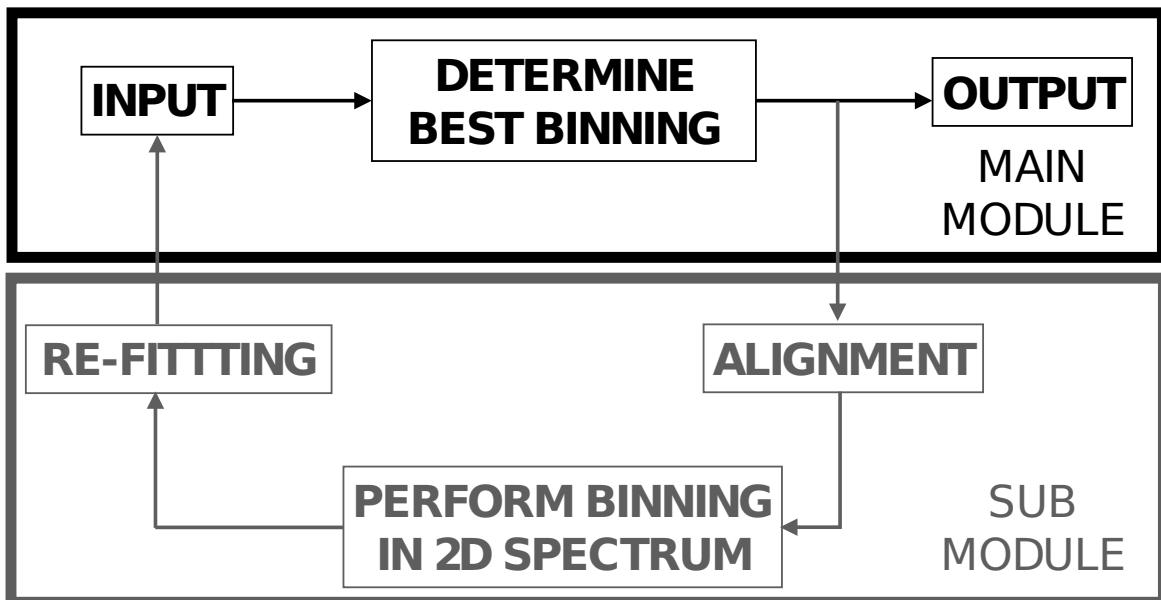 INPUT
DETERMINE
BEST BINNING
OUTPUT
MAIN
MODULE
RE-FITTTING
ALIGNMENT
PERFORM BINNING
IN 2D SPECTRUM
SUB
MODULE